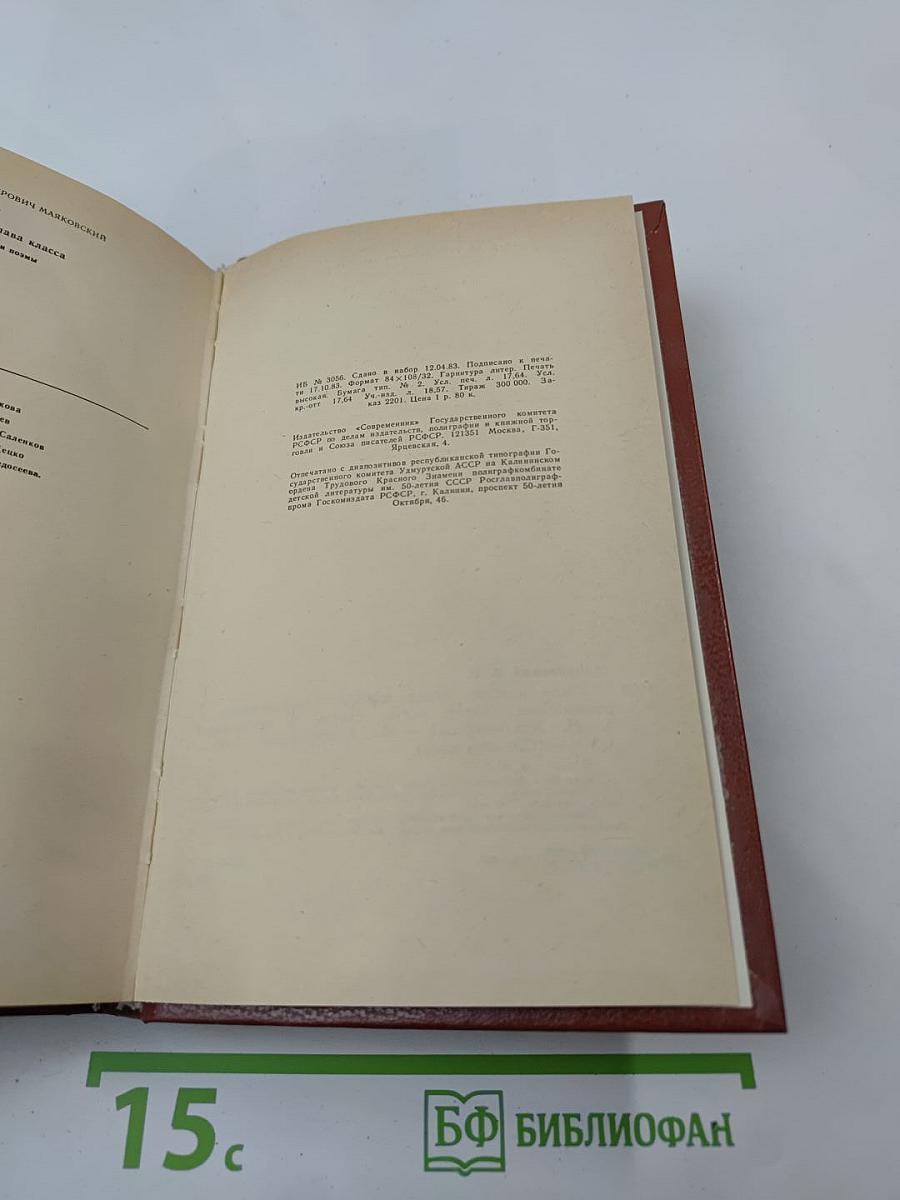 РОВИЧ МАЯКОВСКИЙ
ава класса
и поэмы
кова
ев
Саленков
ецко
едосеева.
ИБ № 3056. Сдано в набор 12.04.83. Подписано к печа-
ти 17.10.83. Формат 84×108/32. Гарнитура литер. Печать
высокая. Бумага тип. № 2. Усл. печ. л. 17,64. Усл.
кр.-отт 17,64 Уч.-изд. л. 18,57. Тираж 300 000. За-
каз 2201. Цена 1 р. 80 к.
Издательство «Современник» Государственного комитета
РСФСР по делам издательств, полиграфии и книжной тор-
говли и Союза писателей РСФСР, 121351 Москва, Г-351,
Ярцевская, 4.
Отпечатано с диапозитивов республиканской типографии Го-
сударственного комитета Удмуртской АССР на Калининском
ордена Трудового Красного Знамени полиграфкомбинате
детской литературы им. 50-летия СССР Росглавполиграф-
прома Госкомиздата РСФСР, г. Калинин, проспект 50-летия
Октября, 46.
15 с
БФ БИБЛИОФАН